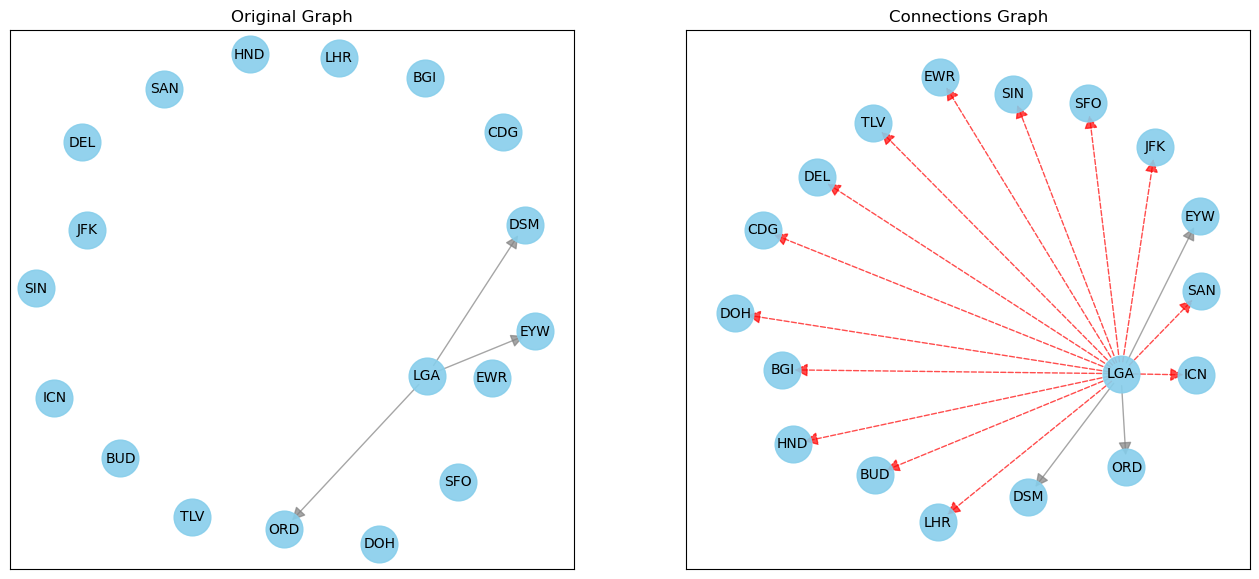 Original Graph
HND
LHR
BGI
SAN
CDG
DEL
DSM
JFK
SIN
EYW
LGA
EWR
ICN
BUD
SFO
TLV
ORD
DOH
Connections Graph
EWR
SIN
SFO
TLV
JFK
DEL
EYW
CDG
SAN
DOH
BGI
LGA
ICN
HND
ORD
BUD
DSM
LHR